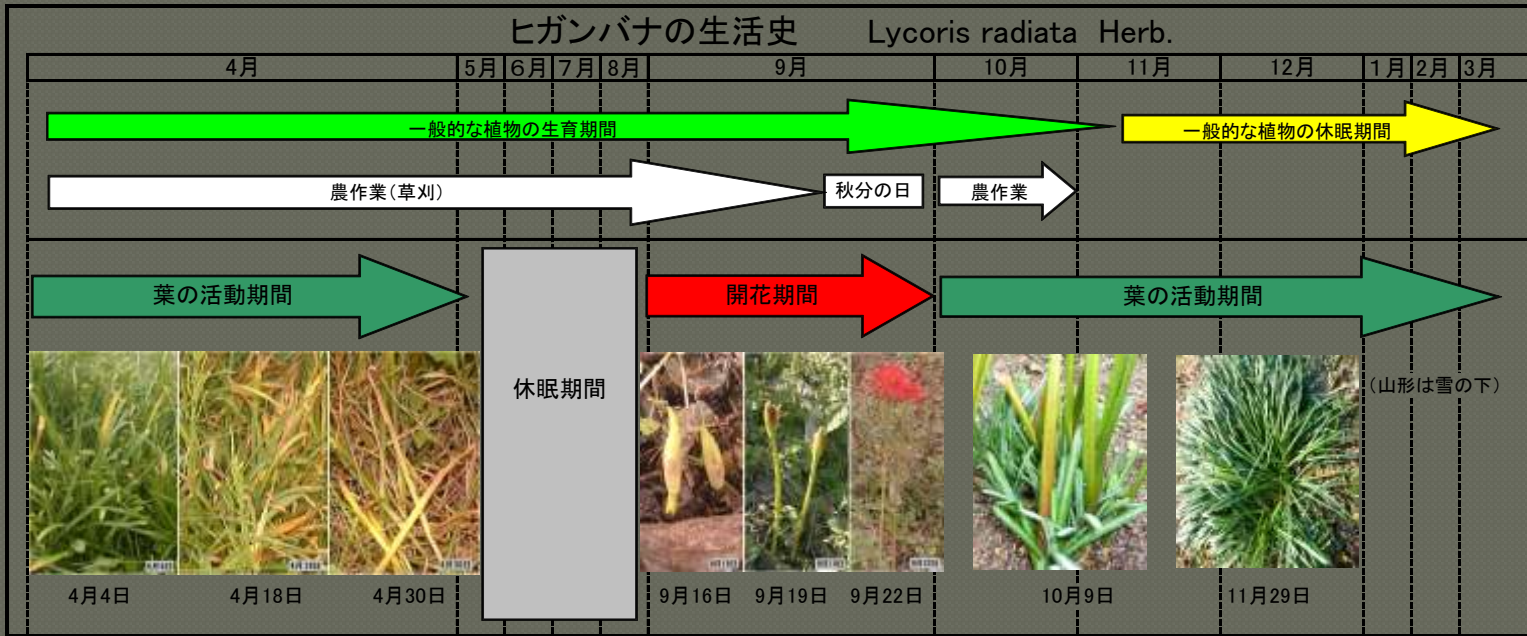 ヒガンバナの生活史 Lycoris radiata Herb.
4月 5月 6月 7月 8月 9月 10月 11月 12月 1月 2月 3月
一般的な植物の生育期間
一般的な植物の休眠期間
農作業(草刈)
秋分の日
農作業
葉の活動期間
開花期間
葉の活動期間
休眠期間
(山形は雪の下)
4月4日 4月18日 4月30日 9月16日 9月19日 9月22日 10月9日 11月29日